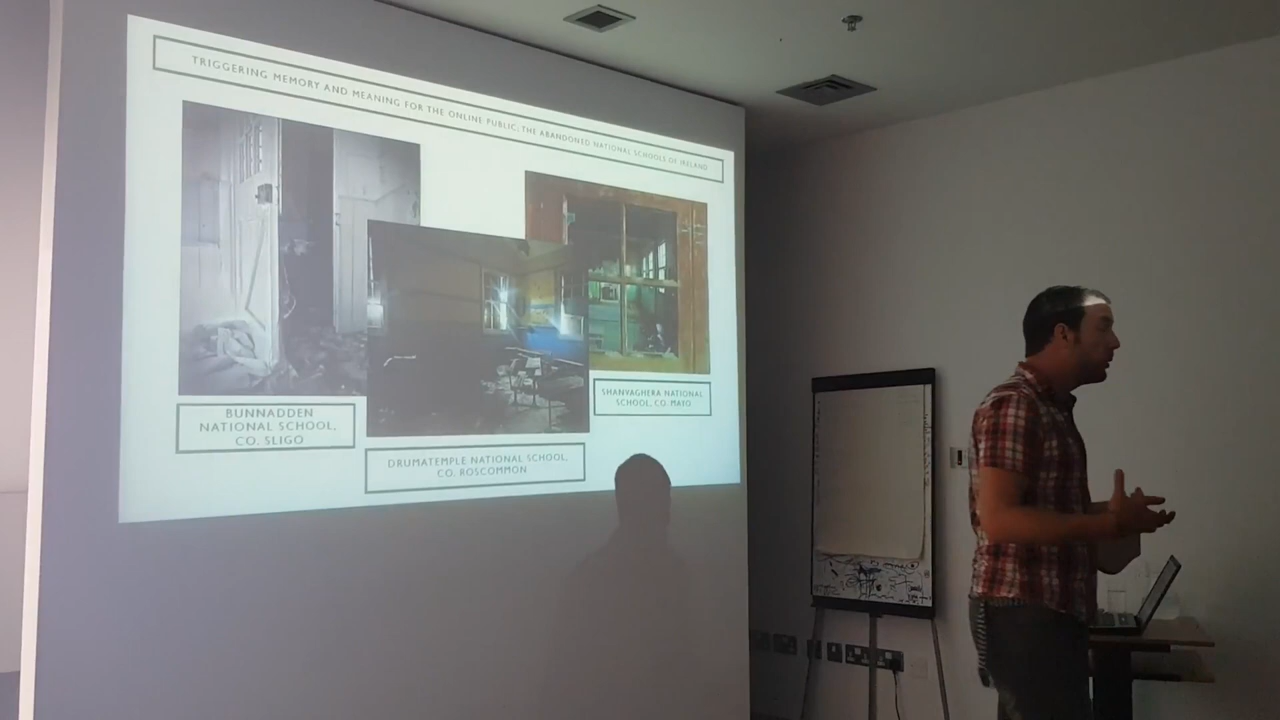 TRIGGERING MEMORY AND MEANING FOR THE ONLINE PUBLIC; THE ABANDONED NATIONAL SCHOOLS OF IRELAND
BUNNADDEN
NATIONAL SCHOOL,
CO. SLIGO
DRUMATEMPLE NATIONAL SCHOOL,
CO. ROSCOMMON
SHANVAGHERA NATIONAL
SCHOOL, CO. MAYO